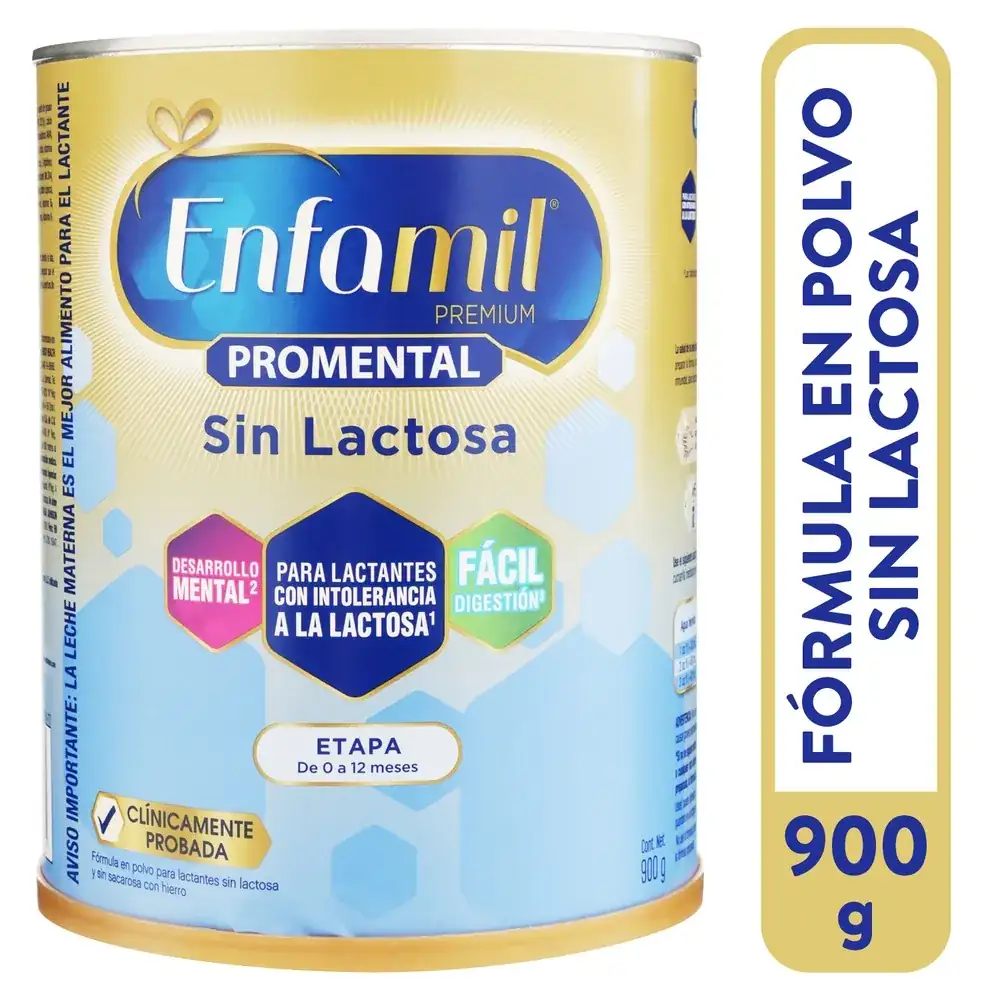 Enfamil®
PREMIUM
PROMENTAL
Sin Lactosa
DESARROLLO
MENTAL²
PARA LACTANTES
CON INTOLERANCIA
A LA LACTOSA¹
FÁCIL
DIGESTIÓN³
ETAPA
De 0 a 12 meses
CLÍNICAMENTE
PROBADA
Fórmula en polvo para lactantes sin lactosa
y sin sacarosa con hierro
Cont. Net.
900 g
AVISO IMPORTANTE: LA LECHE MATERNA ES EL MEJOR ALIMENTO PARA EL LACTANTE
FÓRMULA EN POLVO
SIN LACTOSA
900
g